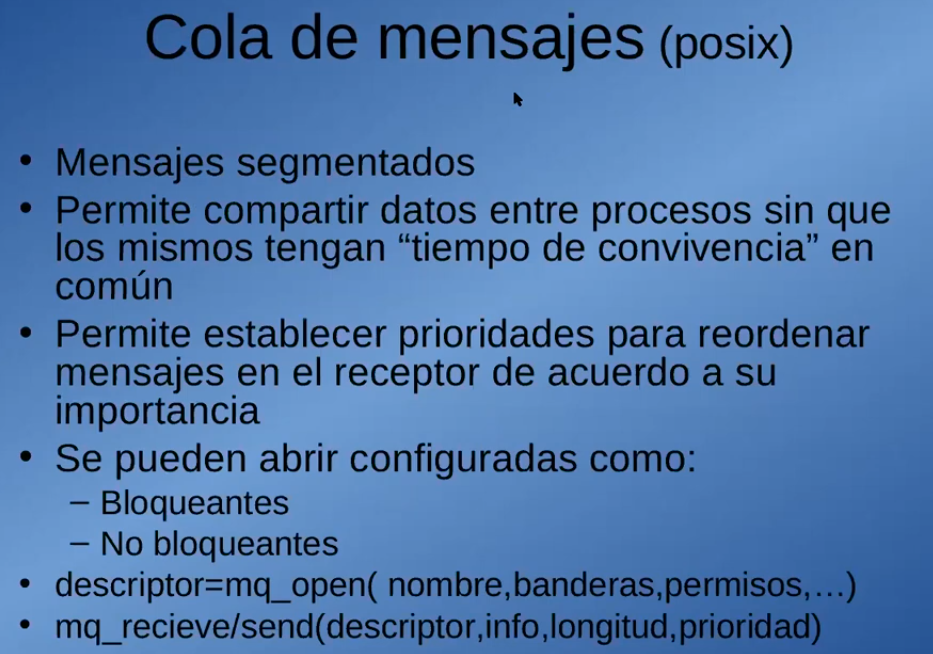 Cola de mensajes (posix)
• Mensajes segmentados
• Permite compartir datos entre procesos sin que
los mismos tengan “tiempo de convivencia” en
común
• Permite establecer prioridades para reordenar
mensajes en el receptor de acuerdo a su
importancia
• Se pueden abrir configuradas como:
– Bloqueantes
– No bloqueantes
• descriptor=mq_open( nombre,banderas,permisos,…)
• mq_recieve/send(descriptor,info,longitud,prioridad)